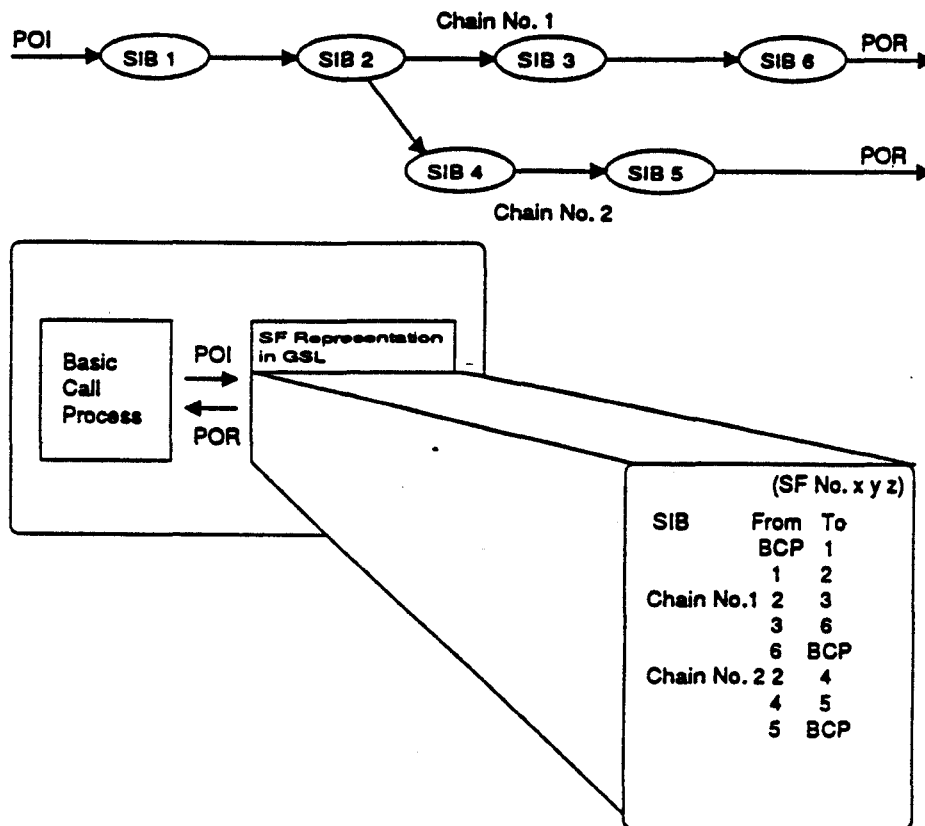 Chain No. 1
POI
SIB 1
SIB 2
SIB 3
SIB 6
POR
SIB 4
SIB 5
POR
Chain No. 2
Basic
Call
Process
POI
POR
SF Representation
in GSL
(SF No. x y z)
SIB From To
BCP 1
1 2
Chain No.1 2 3
3 6
6 BCP
Chain No. 2 2 4
4 5
5 BCP